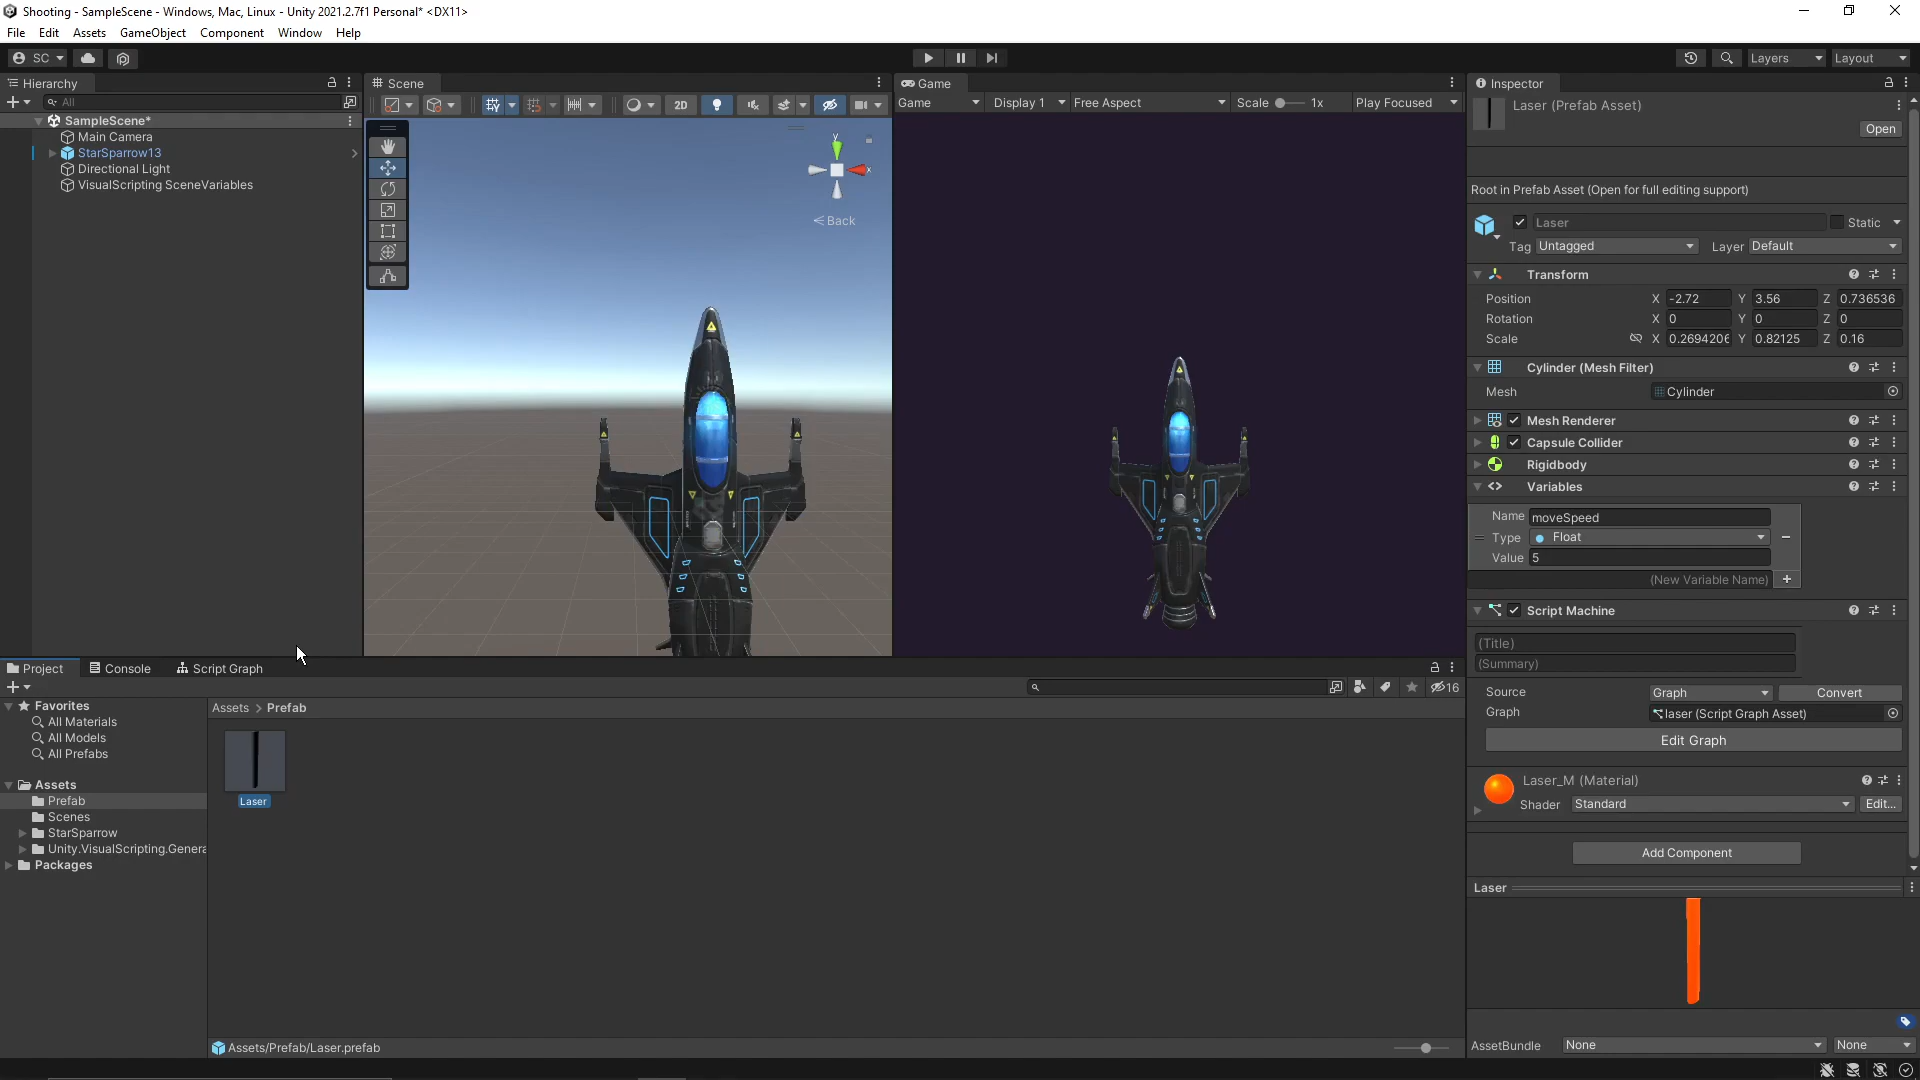 Shooting - SampleScene - Windows, Mac, Linux - Unity 2021.2.7f1 Personal* <DX11>
File Edit Assets GameObject Component Window Help
SC
Layers
Layout
Hierarchy
All
SampleScene*
Main Camera
StarSparrow13
Directional Light
VisualScripting SceneVariables
Scene
2D
y
x
Back
Game
Game
Display 1
Free Aspect
Scale
1x
Play Focused
Inspector
Laser (Prefab Asset)
Open
Root in Prefab Asset (Open for full editing support)
Laser
Static
Tag Untagged
Layer Default
Transform
Position X -2.72 Y 3.56 Z 0.736536
Rotation X 0 Y 0 Z 0
Scale X 0.2694206 Y 0.82125 Z 0.16
Cylinder (Mesh Filter)
Mesh Cylinder
Mesh Renderer
Capsule Collider
Rigidbody
Variables
Name moveSpeed
Type Float
Value 5
(New Variable Name)
Script Machine
(Title)
(Summary)
Source Graph Convert
Graph laser (Script Graph Asset)
Edit Graph
Laser_M (Material)
Shader Standard Edit...
Add Component
Laser
AssetBundle None None
Project
Console
Script Graph
16
Favorites
All Materials
All Models
All Prefabs
Assets
Prefab
Scenes
StarSparrow
Unity.VisualScripting.Genera
Packages
Assets > Prefab
Laser
Assets/Prefab/Laser.prefab